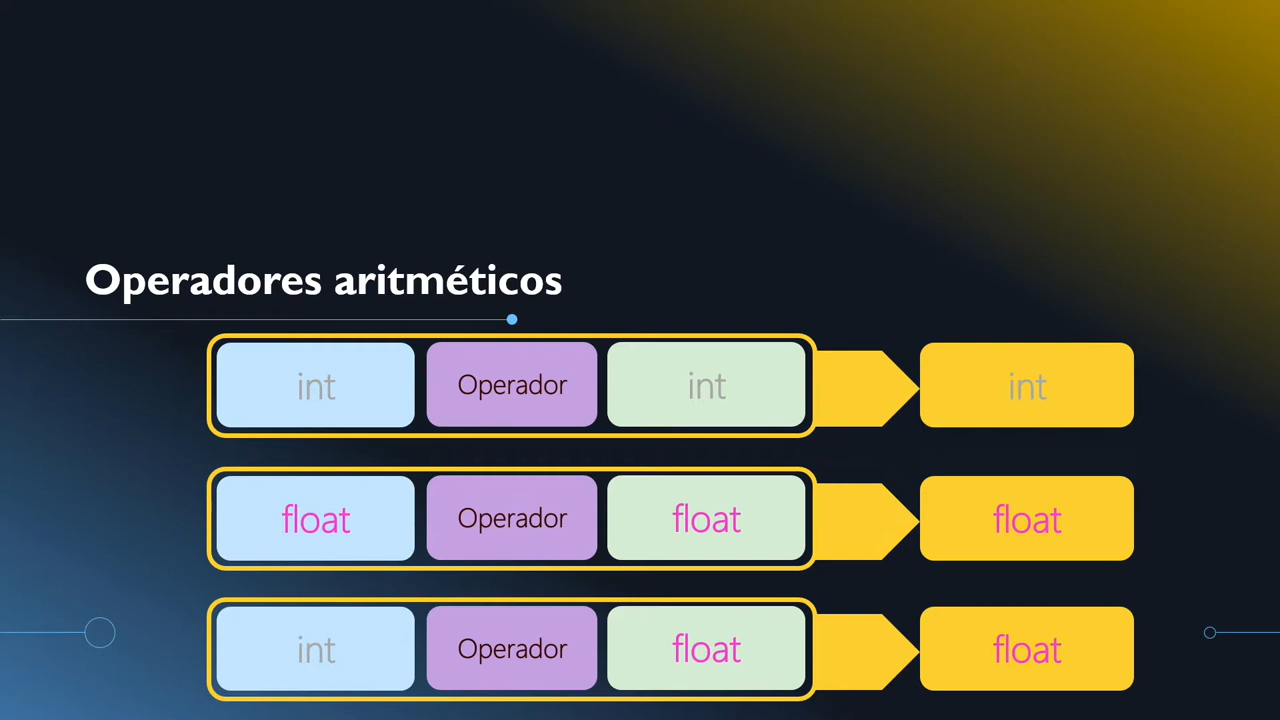 Operadores aritméticos
int Operador int int
float Operador float float
int Operador float float